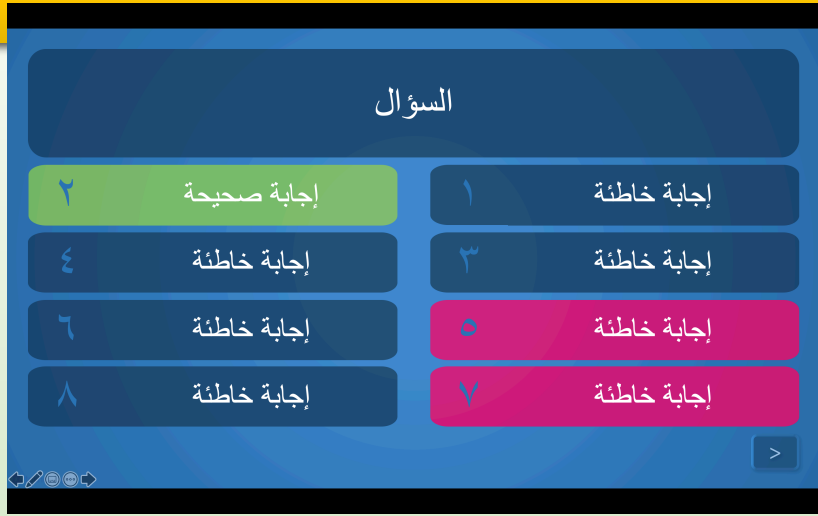 السؤال
إجابة خاطئة ١
إجابة صحيحة ٢
إجابة خاطئة ٣
إجابة خاطئة ٤
إجابة خاطئة ٥
إجابة خاطئة ٦
إجابة خاطئة ٧
إجابة خاطئة ٨
<